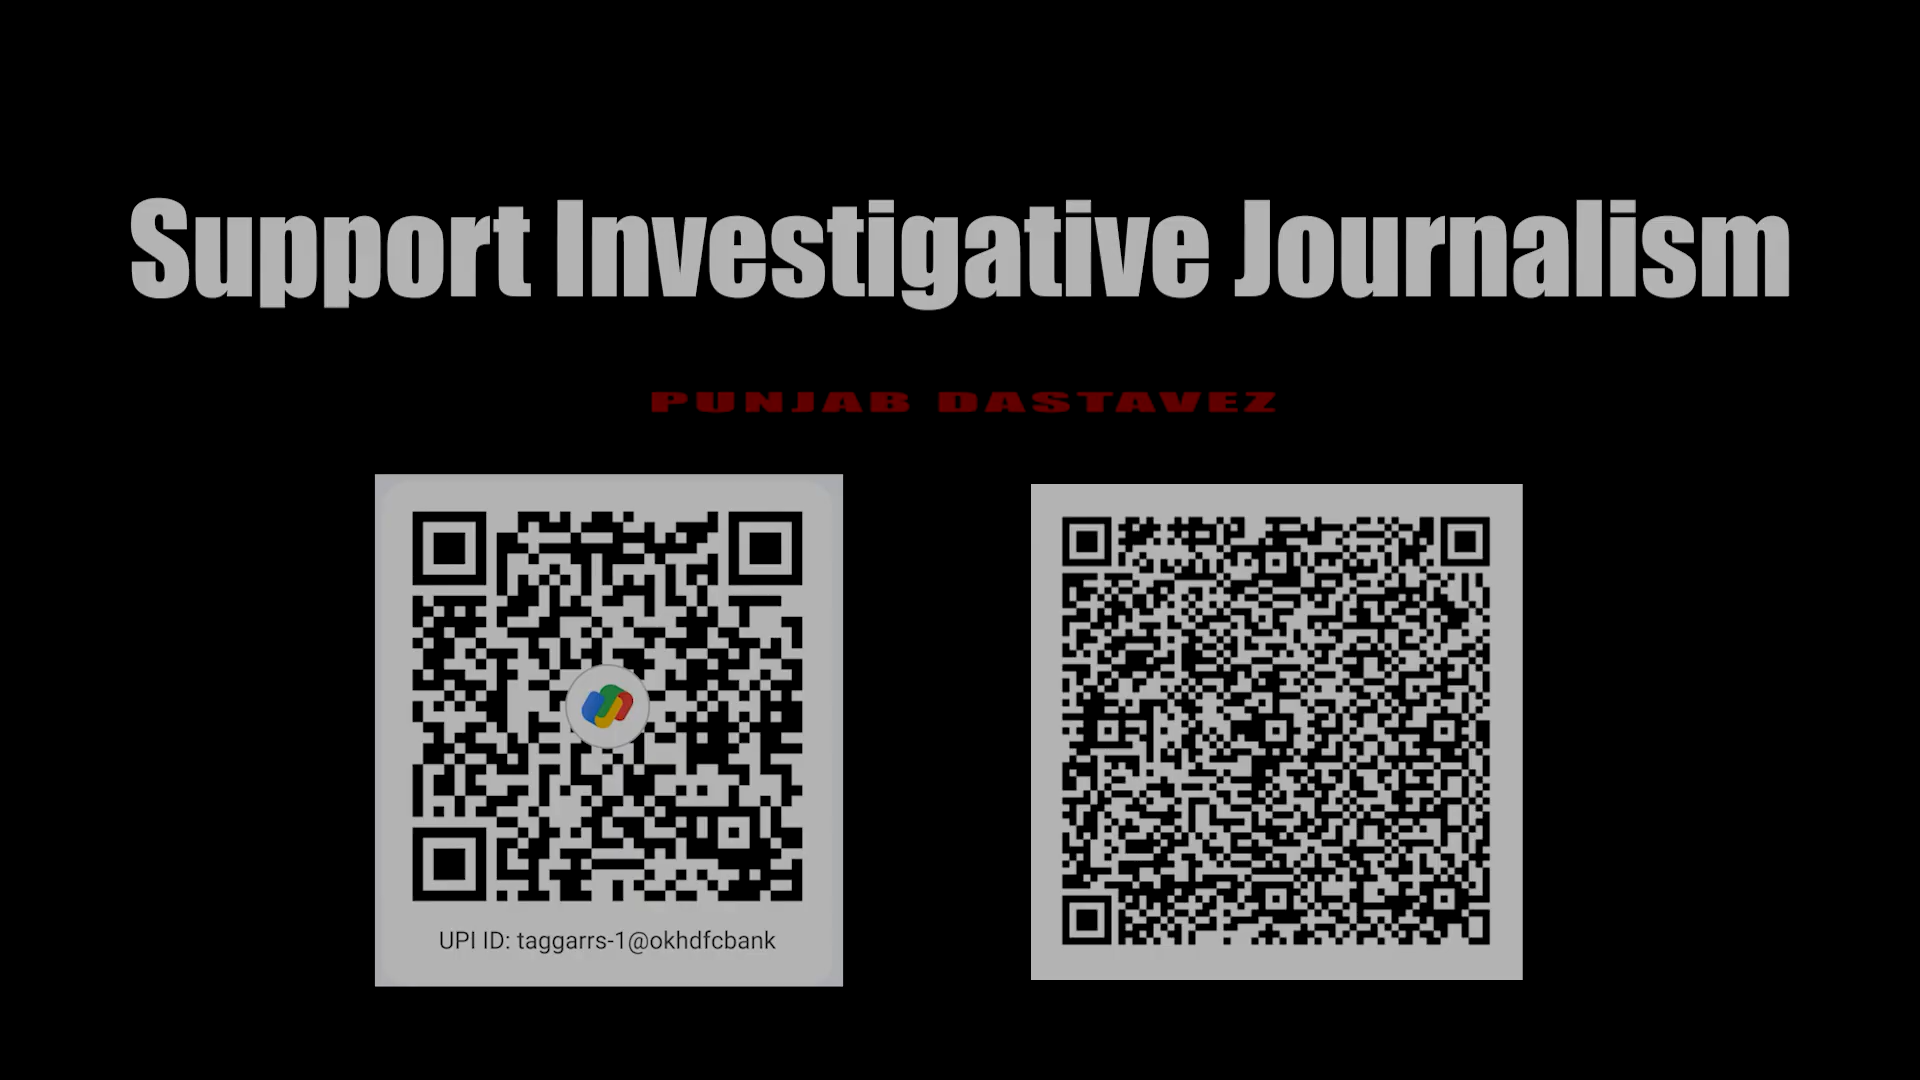 Support Investigative Journalism
PUNJAB DASTAVEZ
UPI ID: taggarrs-1@okhdfcbank